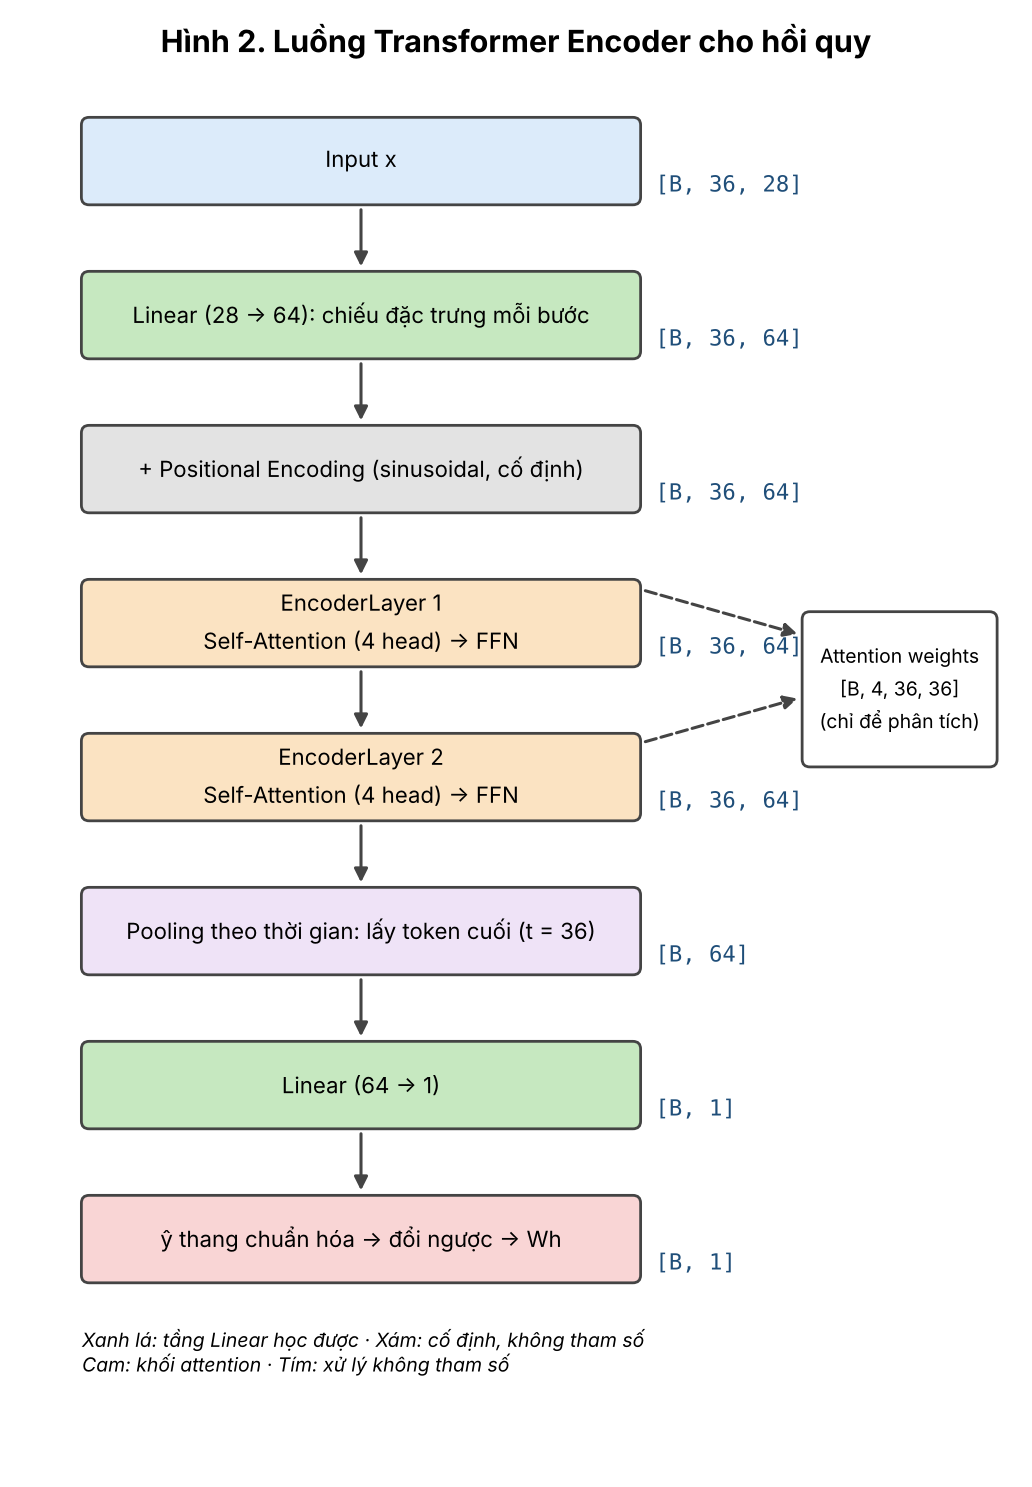 Hình 2. Luồng Transformer Encoder cho hồi quy
Input x
[B, 36, 28]
Linear (28 → 64): chiếu đặc trưng mỗi bước
[B, 36, 64]
+ Positional Encoding (sinusoidal, cố định)
[B, 36, 64]
EncoderLayer 1
Self-Attention (4 head) → FFN
[B, 36, 64]
Attention weights
[B, 4, 36, 36]
(chỉ để phân tích)
EncoderLayer 2
Self-Attention (4 head) → FFN
[B, 36, 64]
Pooling theo thời gian: lấy token cuối (t = 36)
[B, 64]
Linear (64 → 1)
[B, 1]
ŷ thang chuẩn hóa → đổi ngược → Wh
[B, 1]
Xanh lá: tầng Linear học được · Xám: cố định, không tham số
Cam: khối attention · Tím: xử lý không tham số